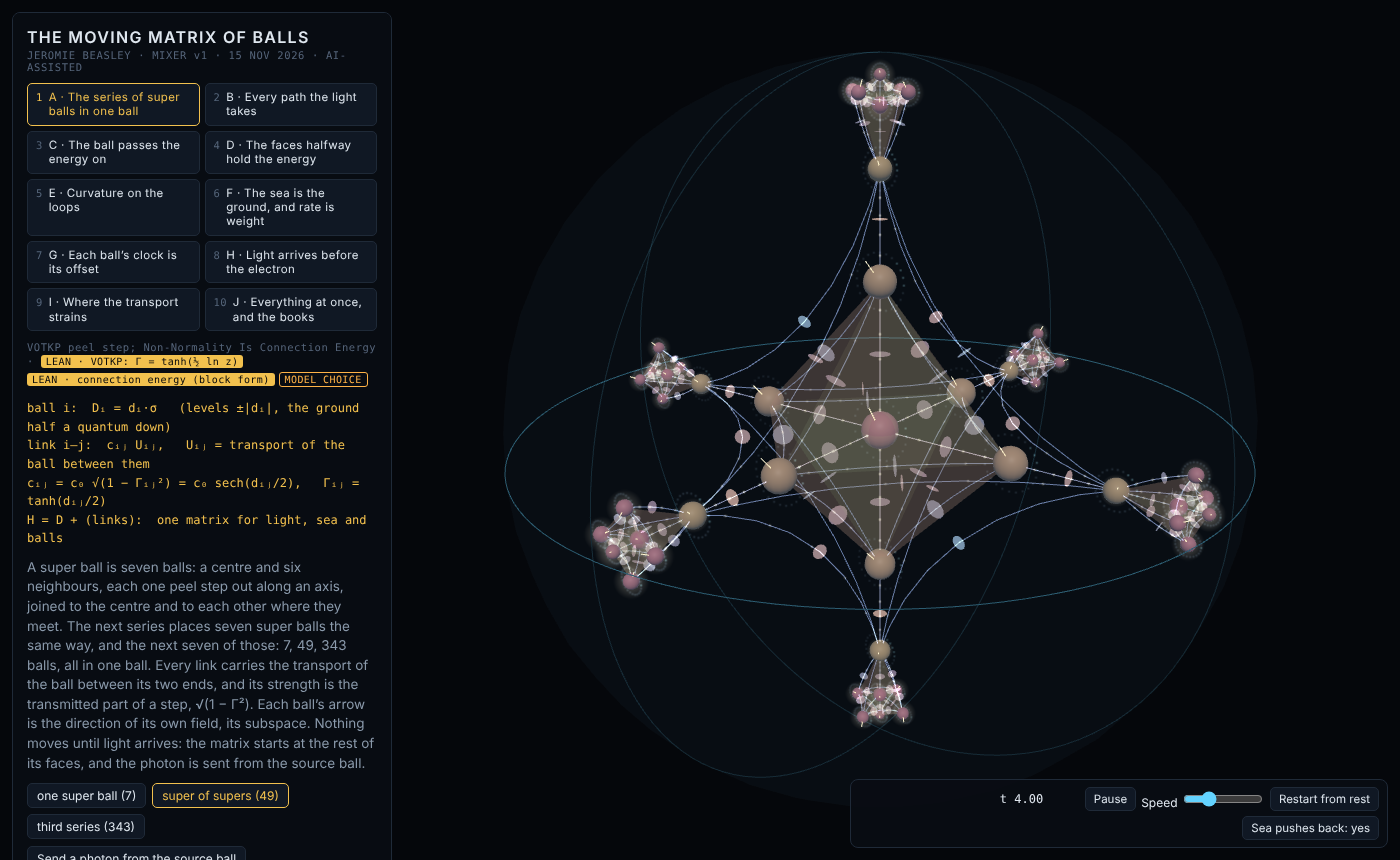 THE MOVING MATRIX OF BALLS
JEROMIE BEASLEY · MIXER v1 · 15 NOV 2026 · AI-
ASSISTED
1 A · The series of super
balls in one ball
2 B · Every path the light
takes
3 C · The ball passes the
energy on
4 D · The faces halfway
hold the energy
5 E · Curvature on the
loops
6 F · The sea is the
ground, and rate is
weight
7 G · Each ball’s clock is
its offset
8 H · Light arrives before
the electron
9 I · Where the transport
strains
10 J · Everything at once,
and the books
VOTKP peel step; Non-Normality Is Connection Energy
· LEAN · VOTKP: Γ = tanh(½ ln z)
LEAN · connection energy (block form) MODEL CHOICE
ball i: Dᵢ = dᵢ·σ (levels ±|dᵢ|, the ground
half a quantum down)
link i—j: cᵢⱼ Uᵢⱼ, Uᵢⱼ = transport of the
ball between them
cᵢⱼ = c₀ √(1 − Γᵢⱼ²) = c₀ sech(dᵢⱼ/2), Γᵢⱼ =
tanh(dᵢⱼ/2)
H = D + (links): one matrix for light, sea and
balls
A super ball is seven balls: a centre and six
neighbours, each one peel step out along an axis,
joined to the centre and to each other where they
meet. The next series places seven super balls the
same way, and the next seven of those: 7, 49, 343
balls, all in one ball. Every link carries the transport of
the ball between its two ends, and its strength is the
transmitted part of a step, √(1 − Γ²). Each ball’s arrow
is the direction of its own field, its subspace. Nothing
moves until light arrives: the matrix starts at the rest of
its faces, and the photon is sent from the source ball.
one super ball (7)
super of supers (49)
third series (343)
Send a photon from the source ball
t 4.00
Pause
Speed
Restart from rest
Sea pushes back: yes